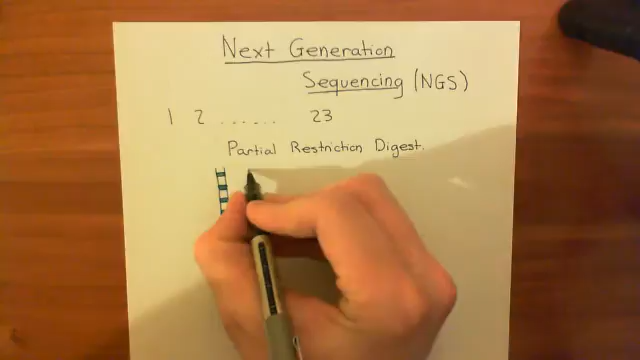 Next Generation
Sequencing (NGS)
1 2 ...... 23
Partial Restriction Digest.